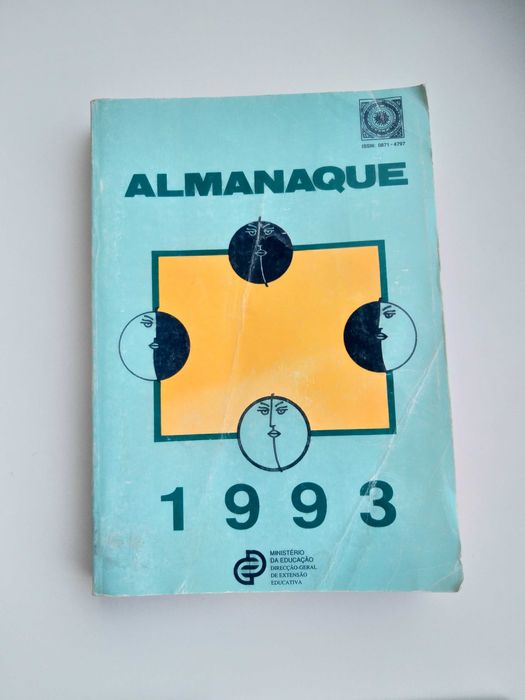 ISSN: 0871-4797
ALMANAQUE
1993
MINISTÉRIO
DA EDUCAÇÃO
DIRECÇÃO-GERAL
DE EXTENSÃO
EDUCATIVA